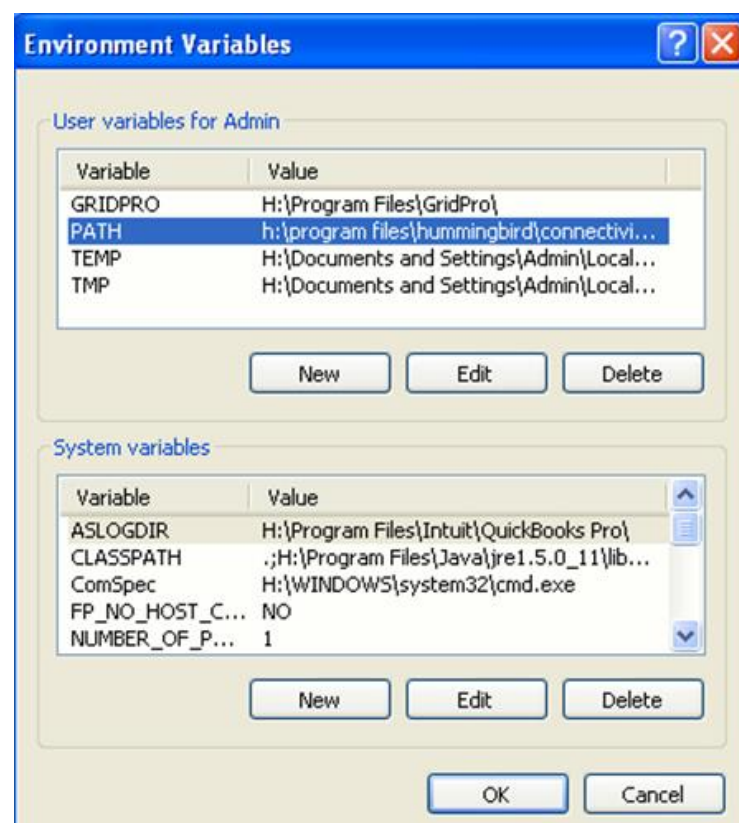 Environment Variables
User variables for Admin
Variable Value
GRIDPRO H:\Program Files\GridPro\
PATH h:\program files\hummingbird\connectivi...
TEMP H:\Documents and Settings\Admin\Local...
TMP H:\Documents and Settings\Admin\Local...
New Edit Delete
System variables
Variable Value
ASLOGDIR H:\Program Files\Intuit\QuickBooks Pro\
CLASSPATH .;H:\Program Files\Java\jre1.5.0_11\lib...
ComSpec H:\WINDOWS\system32\cmd.exe
FP_NO_HOST_C... NO
NUMBER_OF_P... 1
New Edit Delete
OK Cancel